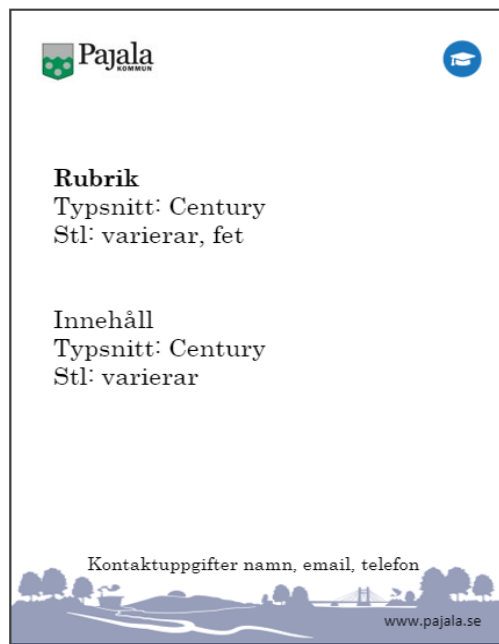 Pajala
KOMMUN
Rubrik
Typsnitt: Century
Stl: varierar, fet
Innehåll
Typsnitt: Century
Stl: varierar
Kontaktuppgifter namn, email, telefon
www.pajala.se